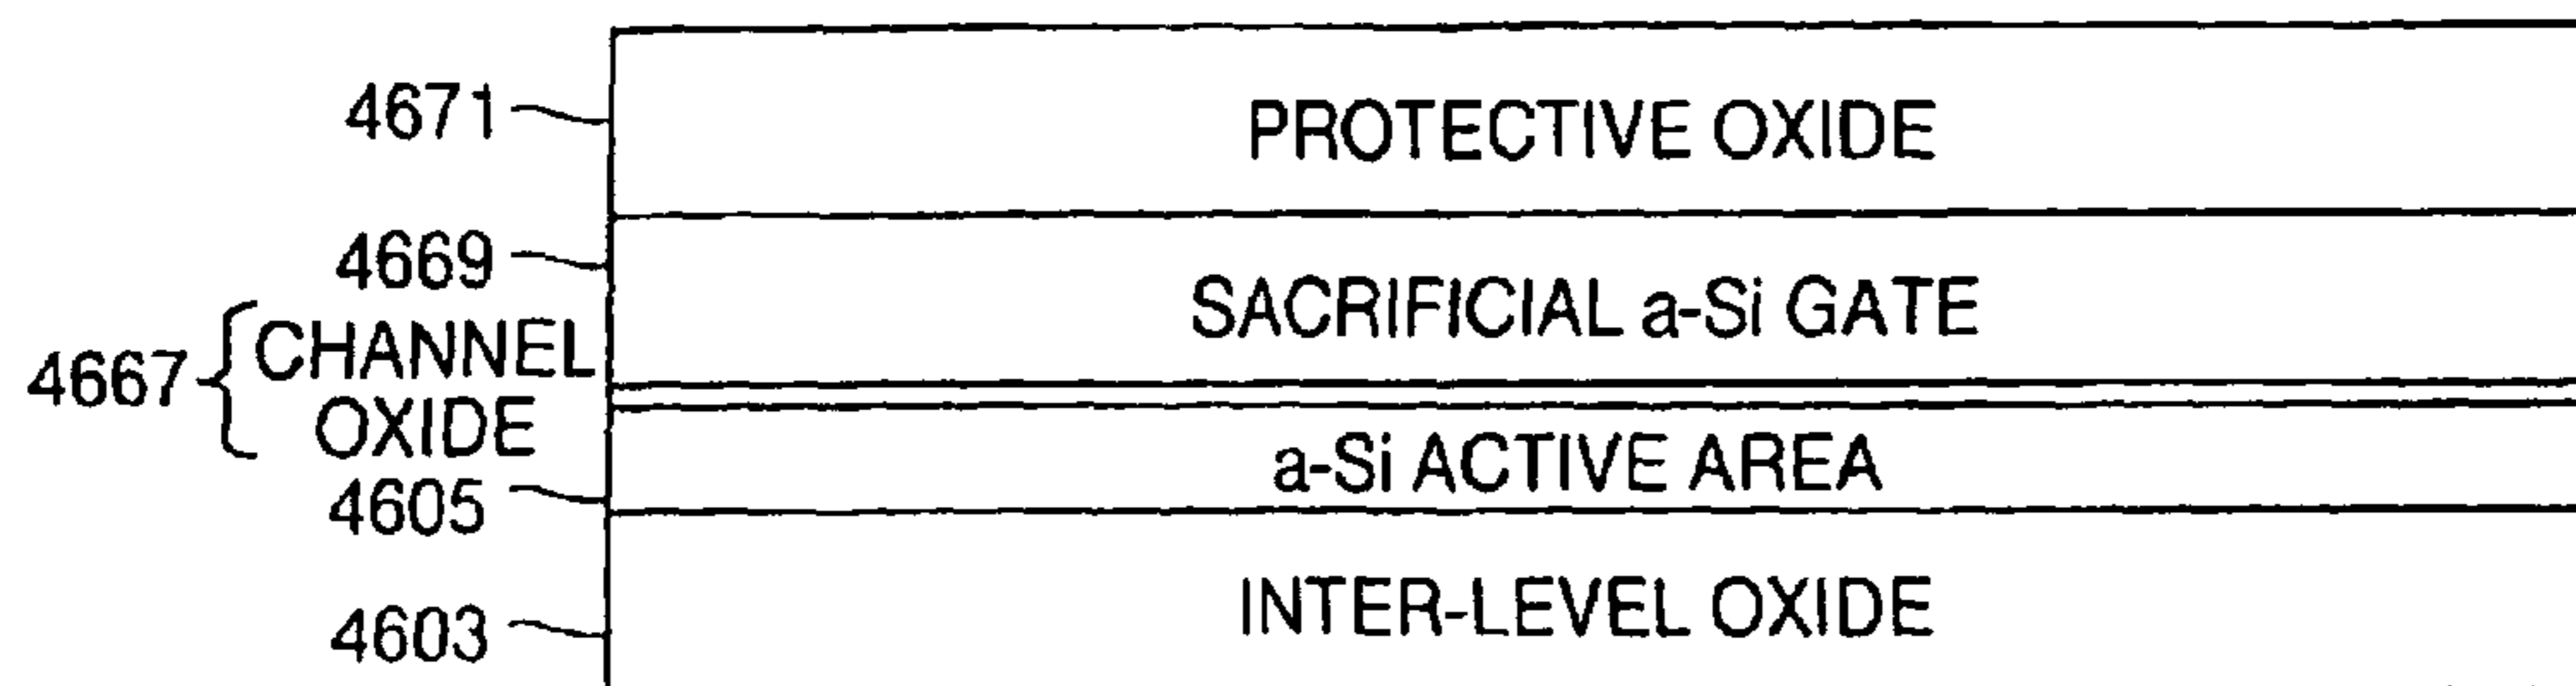 4671
PROTECTIVE OXIDE
4669
SACRIFICIAL a-Si GATE
4667
CHANNEL
OXIDE
a-Si ACTIVE AREA
4605
INTER-LEVEL OXIDE
4603